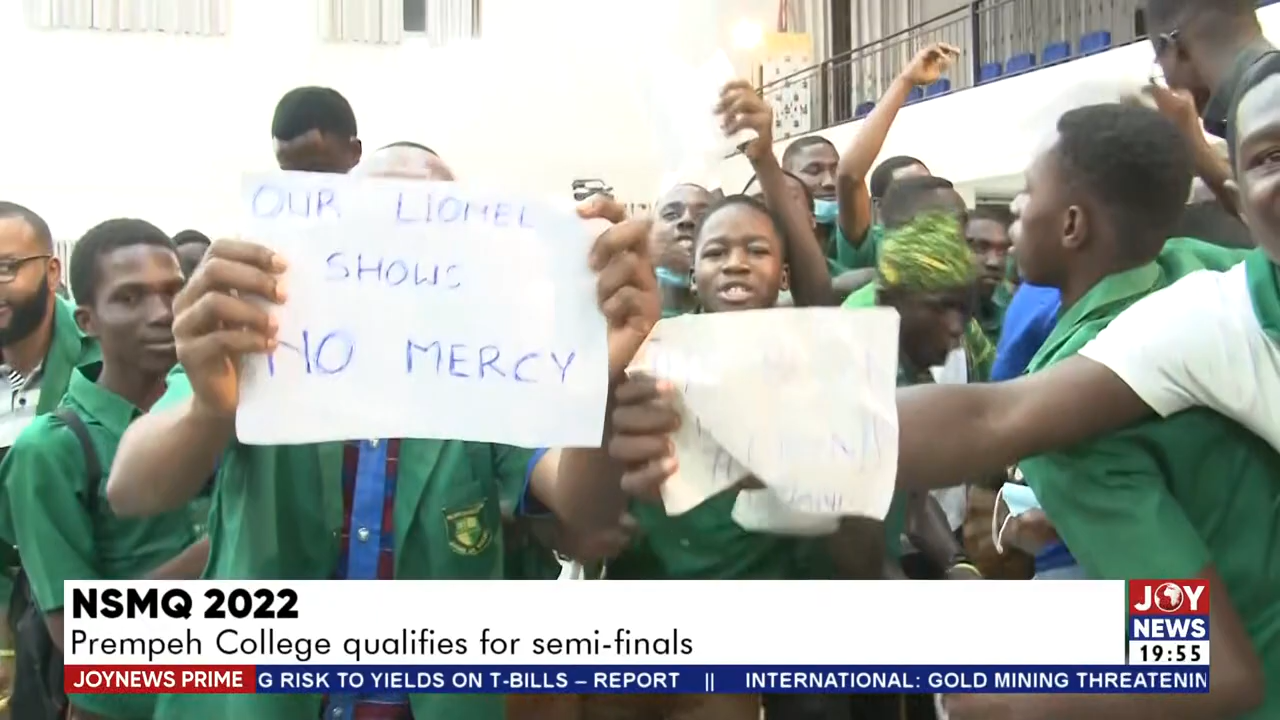 OUR LIONEL
SHOWS
NO MERCY
NSMQ 2022
Prempeh College qualifies for semi-finals
JOY
NEWS
19:55
JOYNEWS PRIME
G RISK TO YIELDS ON T-BILLS – REPORT || INTERNATIONAL: GOLD MINING THREATENIN